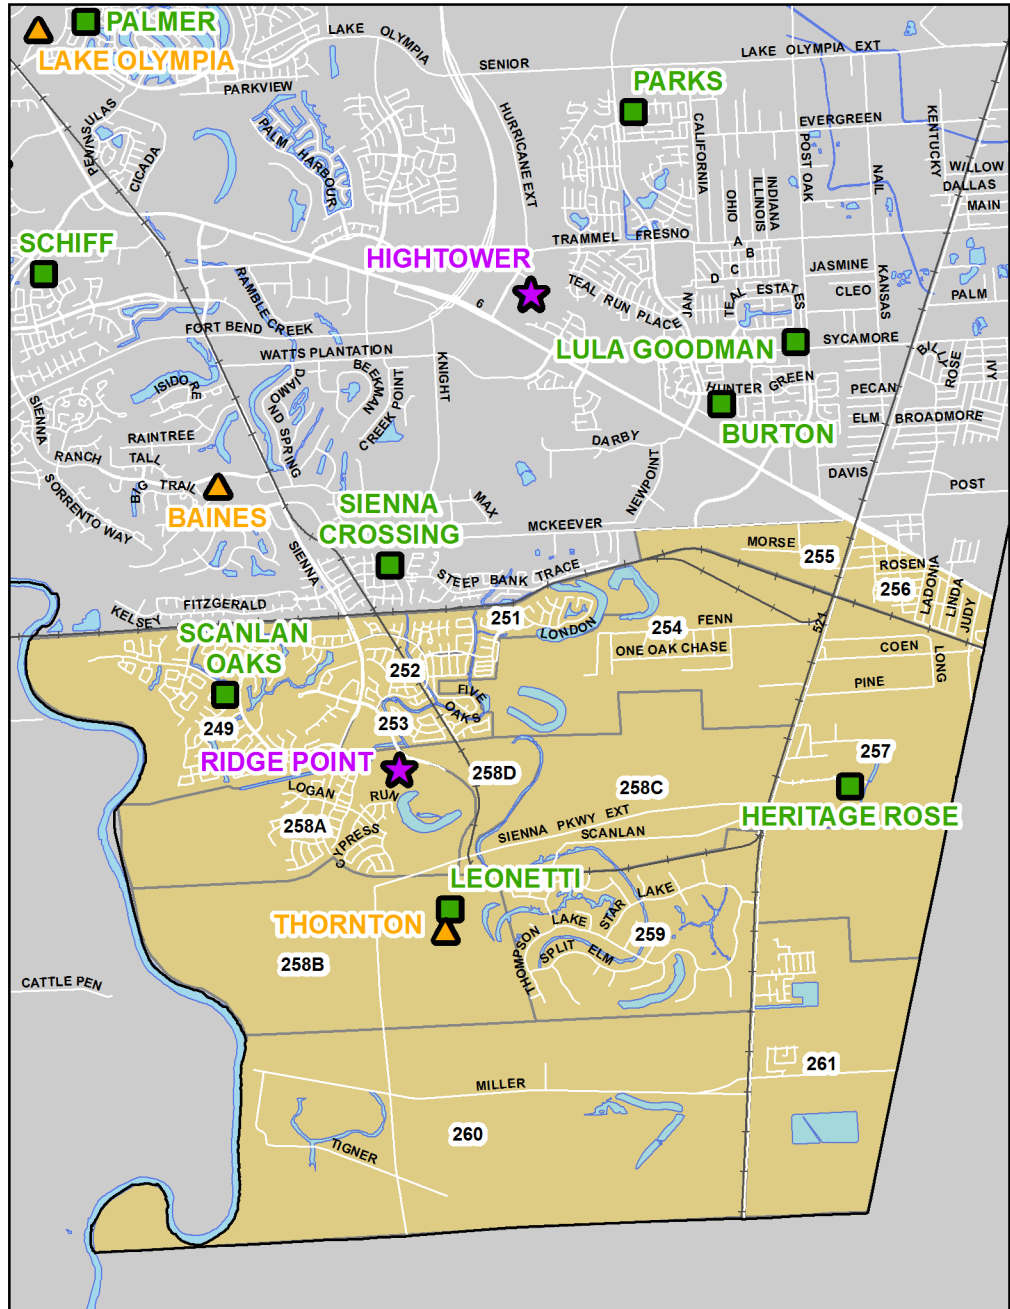 PALMER
LAKE OLYMPIA
LAKE OLYMPIA
SENIOR
LAKE OLYMPIA EXT
PARKVIEW
PARKS
PENNS
ULAS
CICADA
PALM HARBOUR
HURRICANE EXT
CALIFORNIA
EVERGREEN
POST OAK
NAIL
KENTUCKY
WILLOW
DALLAS
MAIN
OHIO
ILLINOIS
INDIANA
SCHIFF
HIGHTOWER
TRAMMEL FRESNO
A
B
C
D
JASMINE
CLEO
KANSAS
PALM
RAMBLE CREEK
6
TEAL RUN PLACE
JAN
TEAL
ESTATES
FORT BEND
CREEK
WATTS PLANTATION
LULA GOODMAN
SYCAMORE
BILLY
ROSE
IVY
ISIDORE
DIAMOND SPRING
BEEKMAN
CREEK POINT
KNIGHT
HUNTER GREEN
PECAN
BURTON
ELM
BROADMORE
SIENNA
RAINTREE
RANCH
TALL
BIG
TRAIL
SORRENTO WAY
BAINES
DARBY
DAVIS
POST
NEWPOINT
SIENNA
CROSSING
MAX
MCKEEVER
SIENNA
STEEP BANK TRACE
MORSE
255
ROSEN
256
LADONIA
LINDA
JUDY
KELSEY
FITZGERALD
251
LONDON
254
FENN
521
ONE OAK CHASE
COEN
LONG
PINE
SCANLAN
OAKS
252
FIVE
OAKS
249
253
257
RIDGE POINT
258D
258C
HERITAGE ROSE
LOGAN
RUN
258A
CYPRESS
SIENNA PKWY EXT
SCANLAN
LEONETTI
THORNTON
LAKE
STAR
LAKE
259
THOMPSON
SPLIT
ELM
258B
CATTLE PEN
261
MILLER
260
TIGNER